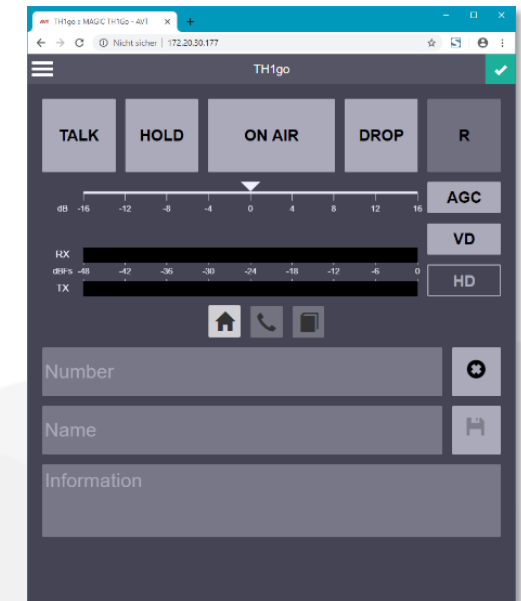 AVT TH1go :: MAGIC TH1Go - AVT
Nicht sicher | 172.20.30.177
TH1go
TALK HOLD ON AIR DROP R
dB -16 -12 -8 -4 0 4 8 12 16
AGC
VD
RX
dBFs -48 -42 -36 -30 -24 -18 -12 -6 0
TX
HD
Number
Name
Information